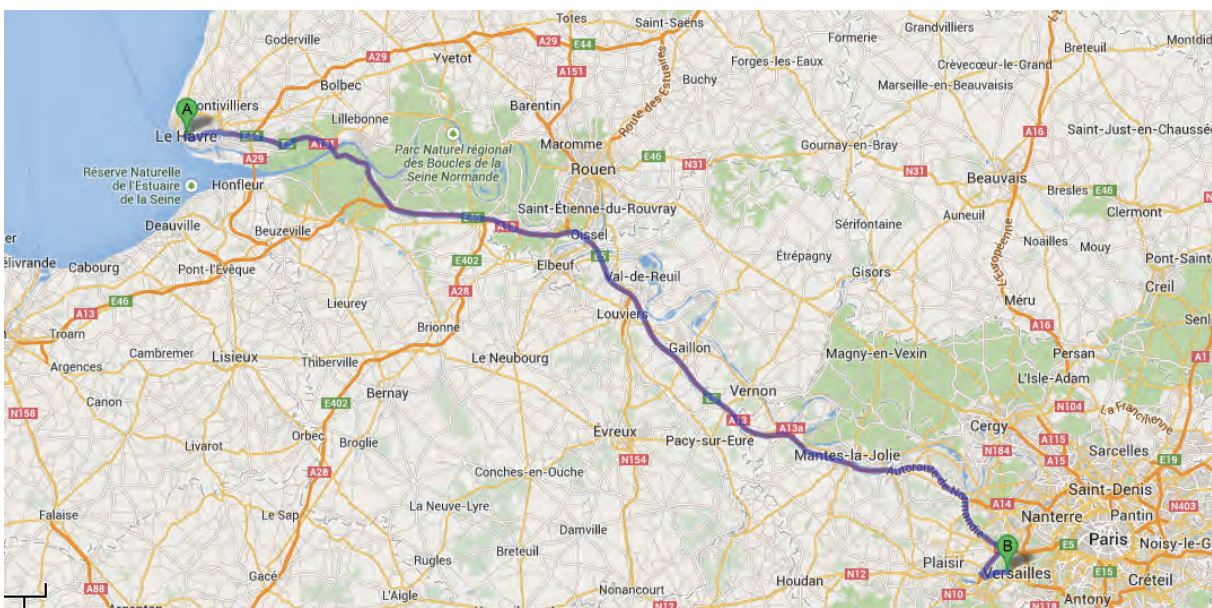 Totes
Saint-Saëns
Grandvilliers
Goderville
A29
E44
Formerie
Breteuil
Montdid
A29
Yvetot
A151
Route des Estuaires
Forges-les-Eaux
Crèvecœur-le-Grand
Bolbec
Buchy
Marseille-en-Beauvaisis
A
ontivilliers
Lillebonne
Barentin
A16
Saint-Just-en-Chaussée
Le Havre
A131
Parc Naturel régional
des Boucles de la
Seine Normande
Maromme
Gournay-en-Bray
A29
E46
N31
Réserve Naturelle
de l'Estuaire
de la Seine
Rouen
N31
Beauvais
Honfleur
Bresles
E46
Saint-Étienne-du-Rouvray
Auneuil
Clermont
Deauville
Beuzeville
Sérifontaine
Oissel
Noailles
Mouy
élivrande
Cabourg
Pont-l'Évêque
E402
Elbeuf
Étrépagny
L'Européenne
Pont-Sainte
Val-de-Reuil
Gisors
Creil
A28
E46
Lieurey
Méru
A13
Louviers
Senl
Troarn
Brionne
A16
Cambremer
Lisieux
Le Neubourg
Gaillon
Magny-en-Vexin
Persan
A1
Argences
Thiberville
L'Isle-Adam
Bernay
Vernon
Canon
E402
N104
La Francilienne
N158
A13
A13a
Cergy
Orbec
Évreux
Pacy-sur-Eure
A115
Livarot
Broglie
Mantes-la-Jolie
N184
Sarcelles
N154
A15
E19
A28
Conches-en-Ouche
Autoroute de Normandie
Saint-Denis
La Neuve-Lyre
A14
N403
Falaise
Le Sap
Nanterre
Pantin
Damville
B
Paris
Noisy-le-G
Rugles
Breteuil
Plaisir
E5
Gacé
Houdan
N12
Versailles
E15
Créteil
A88
L'Aigle
Nonancourt
N10
Antony
Argentan
N12
N118